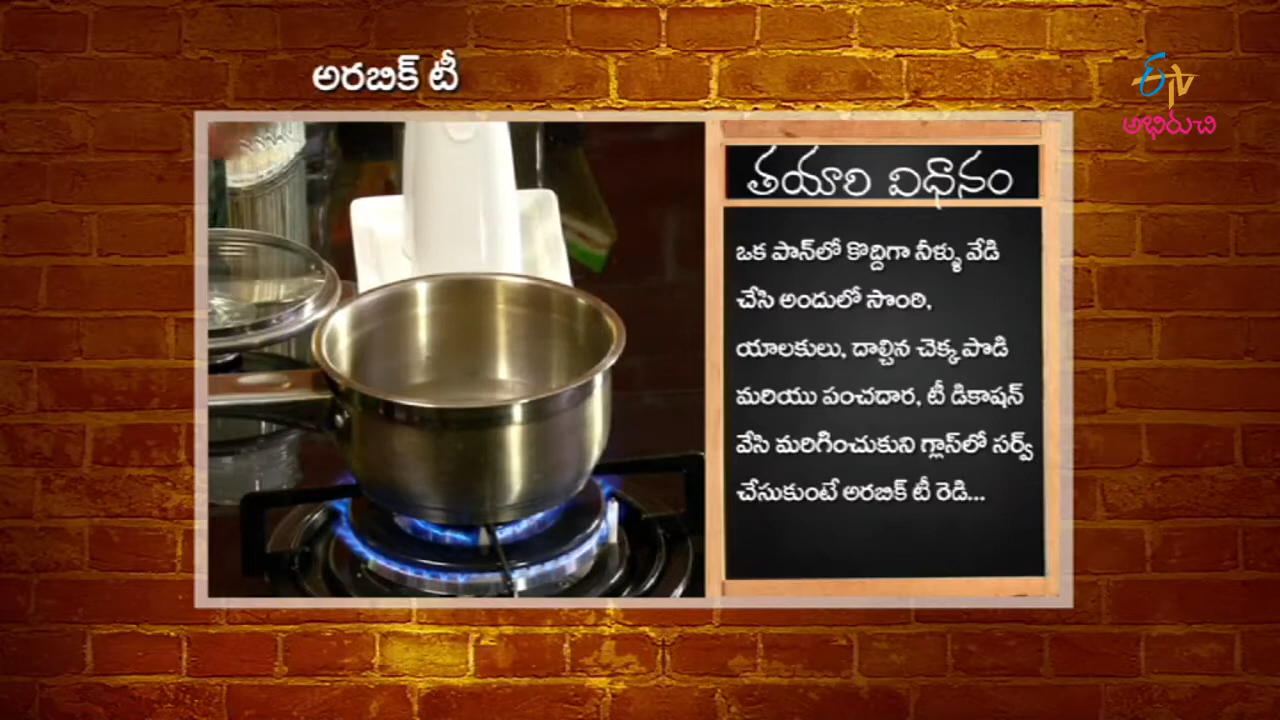 అరబిక్ టీ
etv
అభిరుచి
తయారి విధానం
ఒక పాన్‌లో కొద్దిగా నీళ్ళు వేడి
చేసి అందులో సొంఠి,
యాలకులు, దాల్చిన చెక్క పొడి
మరియు పంచదార, టీ డికాషన్
వేసి మరిగించుకుని గ్లాస్‌లో సర్వ్
చేసుకుంటే అరబిక్ టీ రెడి...